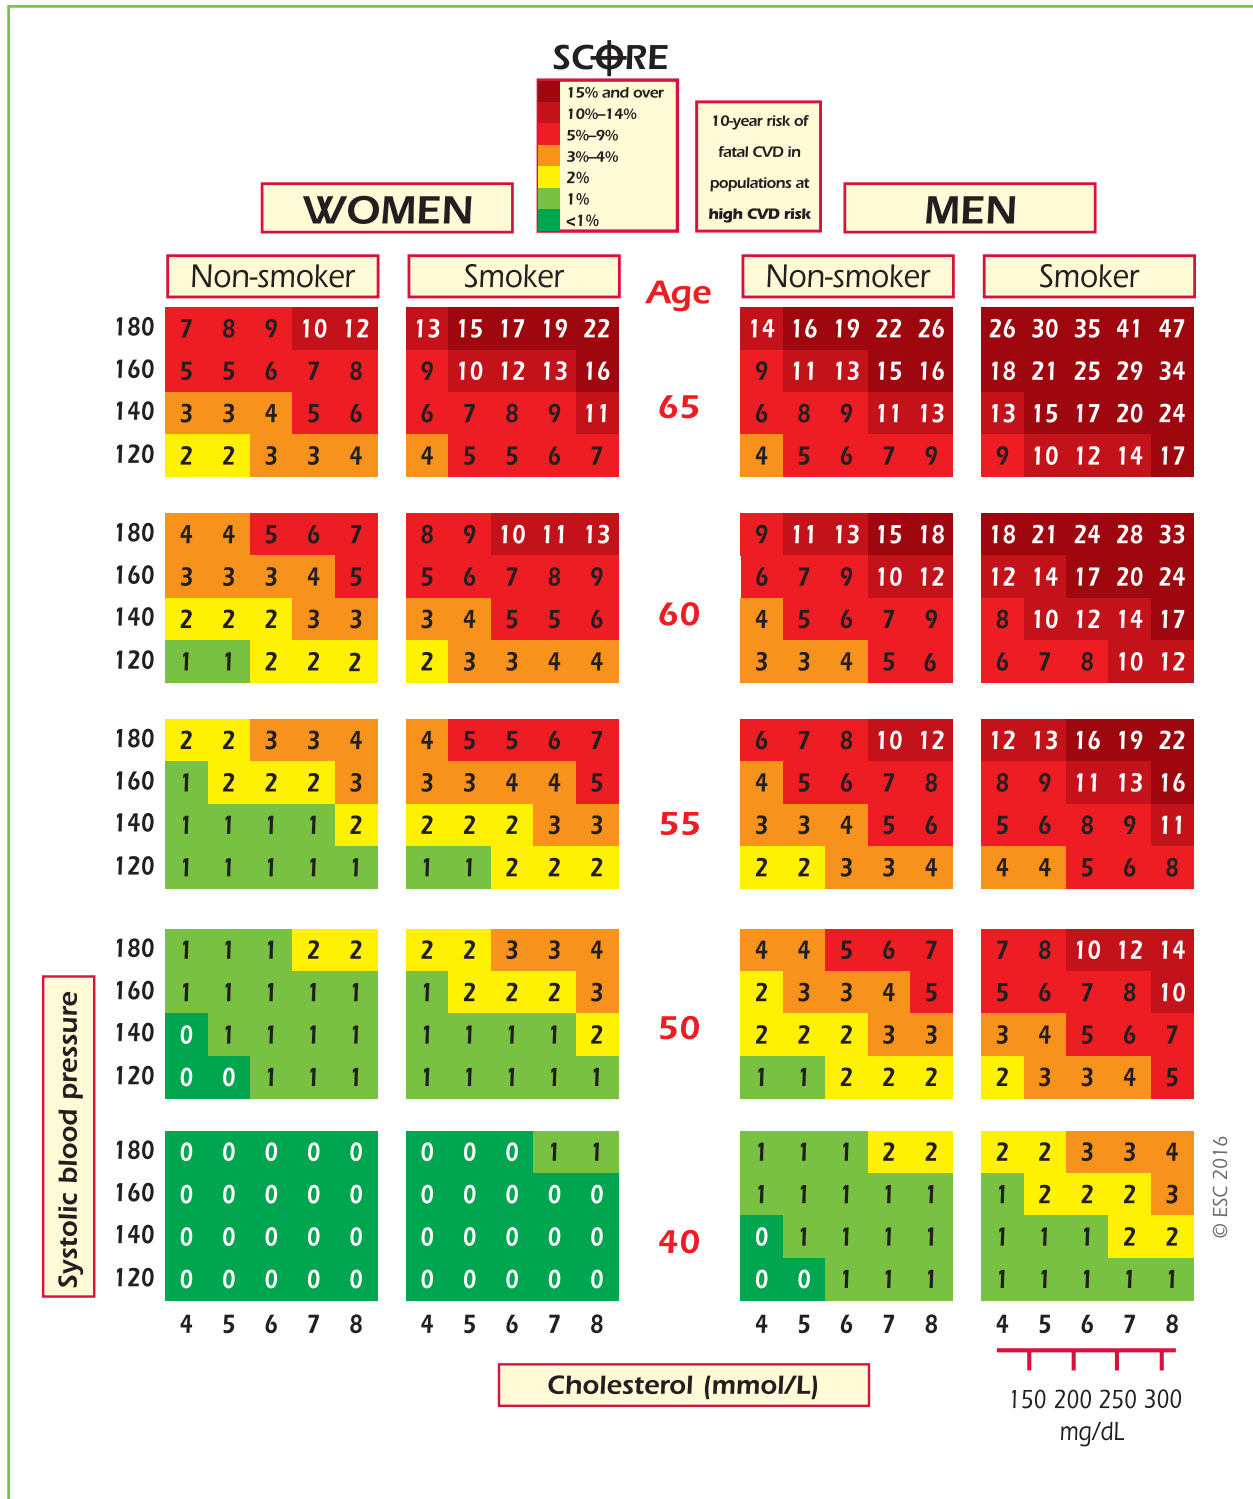 SCORE
15% and over
10%–14%
5%–9%
3%–4%
2%
1%
<1%
10-year risk of
fatal CVD in
populations at
high CVD risk
WOMEN
MEN
Non-smoker
Smoker
Age
Non-smoker
Smoker
180 7 8 9 10 12 13 15 17 19 22 14 16 19 22 26 26 30 35 41 47
160 5 5 6 7 8 9 10 12 13 16 9 11 13 15 16 18 21 25 29 34
65
140 3 3 4 5 6 6 7 8 9 11 6 8 9 11 13 13 15 17 20 24
120 2 2 3 3 4 4 5 5 6 7 4 5 6 7 9 9 10 12 14 17
180 4 4 5 6 7 8 9 10 11 13 9 11 13 15 18 18 21 24 28 33
160 3 3 3 4 5 5 6 7 8 9 6 7 9 10 12 12 14 17 20 24
60
140 2 2 2 3 3 3 4 5 5 6 4 5 6 7 9 8 10 12 14 17
120 1 1 2 2 2 2 3 3 4 4 3 3 4 5 6 6 7 8 10 12
180 2 2 3 3 4 4 5 5 6 7 6 7 8 10 12 12 13 16 19 22
160 1 2 2 2 3 3 3 4 4 5 4 5 6 7 8 8 9 11 13 16
55
140 1 1 1 1 2 2 2 2 3 3 3 3 4 5 6 5 6 8 9 11
120 1 1 1 1 1 1 1 2 2 2 2 2 3 3 4 4 4 5 6 8
180 1 1 1 2 2 2 2 3 3 4 4 4 5 6 7 7 8 10 12 14
160 1 1 1 1 1 1 2 2 2 3 2 3 3 4 5 5 6 7 8 10
50
140 0 1 1 1 1 1 1 1 1 2 2 2 2 3 3 3 4 5 6 7
120 0 0 1 1 1 1 1 1 1 1 1 1 2 2 2 2 3 3 4 5
180 0 0 0 0 0 0 0 0 1 1 1 1 1 2 2 2 2 3 3 4
160 0 0 0 0 0 0 0 0 0 0 1 1 1 1 1 1 2 2 2 3
40
140 0 0 0 0 0 0 0 0 0 0 0 1 1 1 1 1 1 1 2 2
120 0 0 0 0 0 0 0 0 0 0 0 0 1 1 1 1 1 1 1 1
4 5 6 7 8 4 5 6 7 8 4 5 6 7 8 4 5 6 7 8
Systolic blood pressure
Cholesterol (mmol/L)
150 200 250 300
mg/dL
© ESC 2016